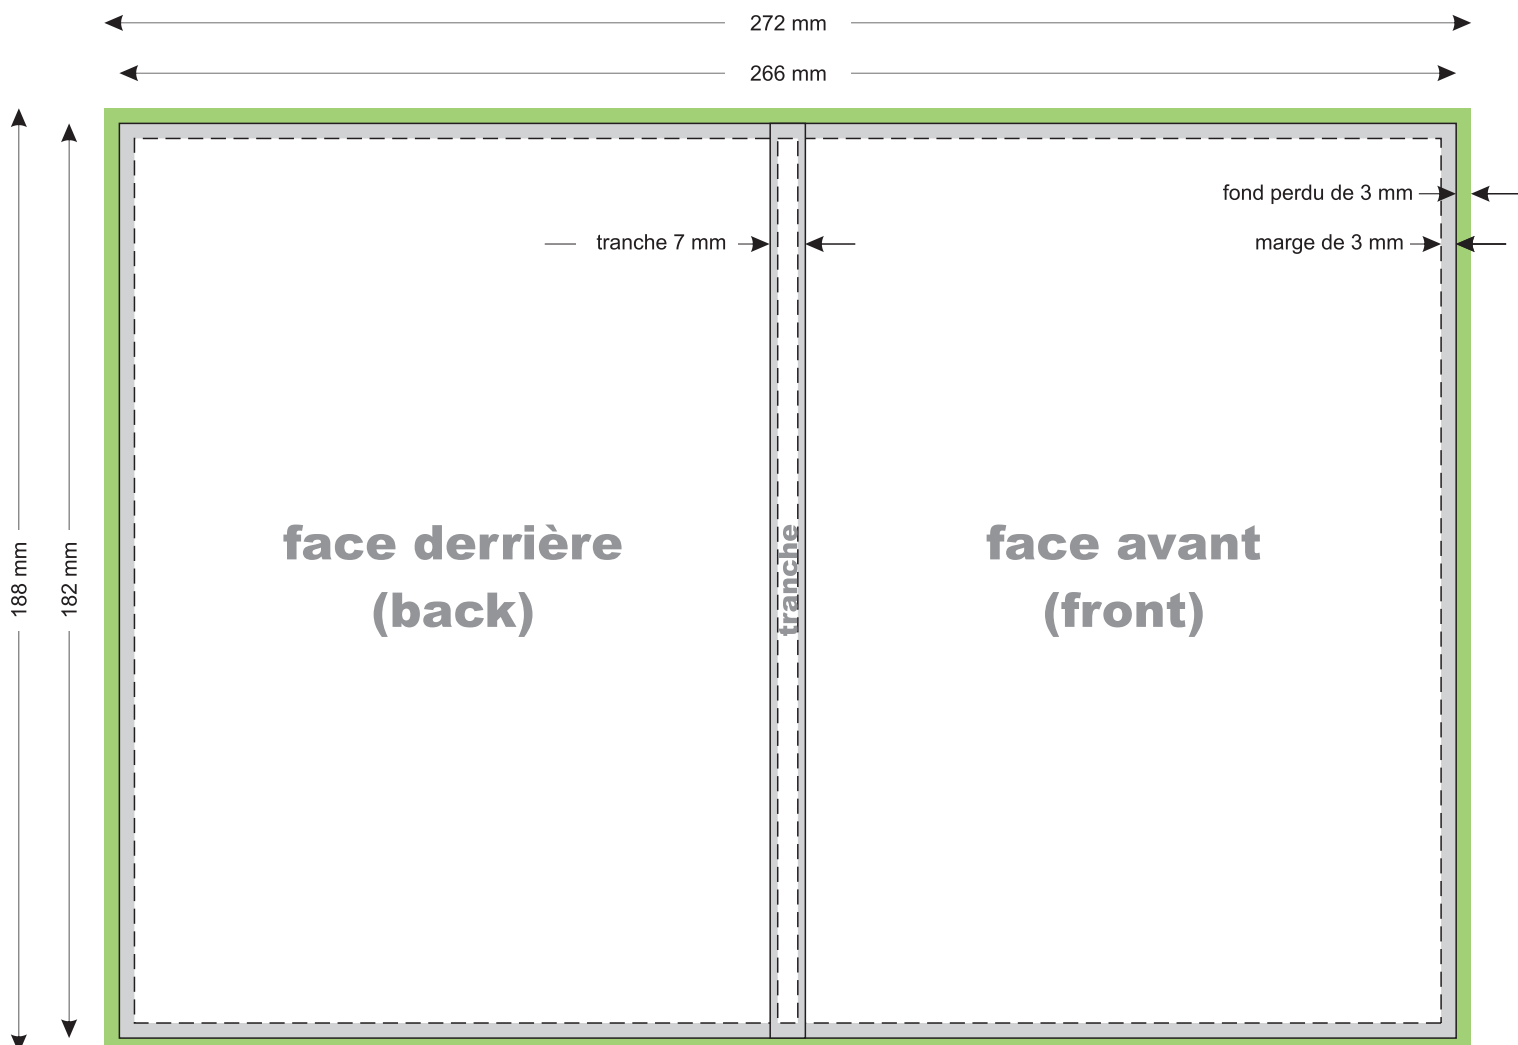 272 mm
266 mm
fond perdu de 3 mm
tranche 7 mm
marge de 3 mm
188 mm
182 mm
face derrière
(back)
tranche
face avant
(front)